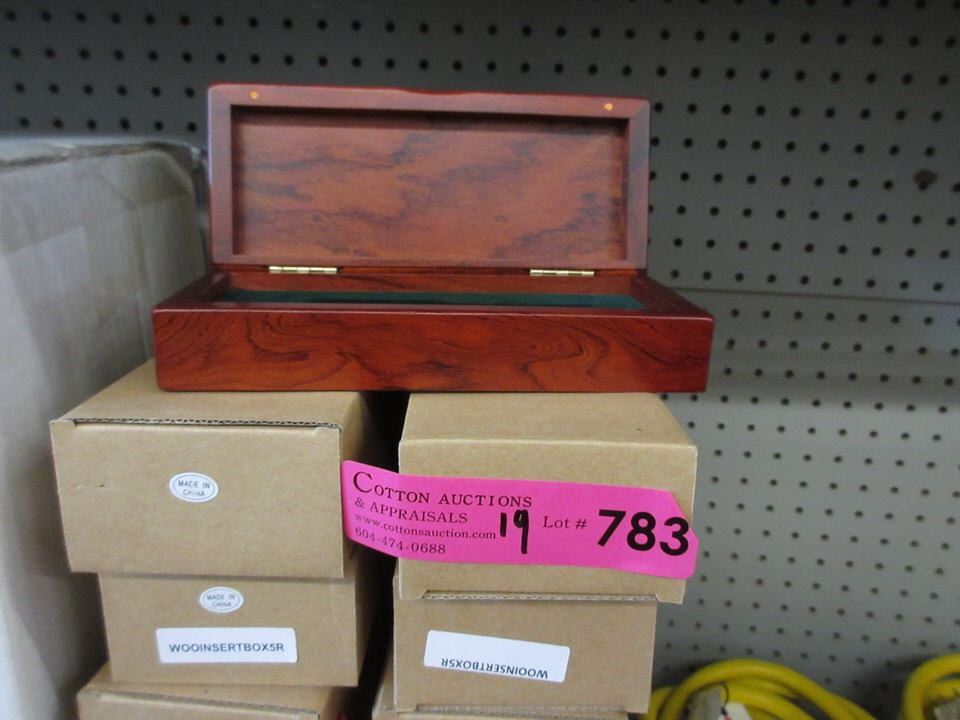 MADE IN
CHINA
COTTON AUCTIONS
& APPRAISALS
www.cottonsauction.com
604-474-0688
19
Lot # 783
MADE IN
CHINA
WOOINSERTBOX5R
WOOINSERTBOX5R